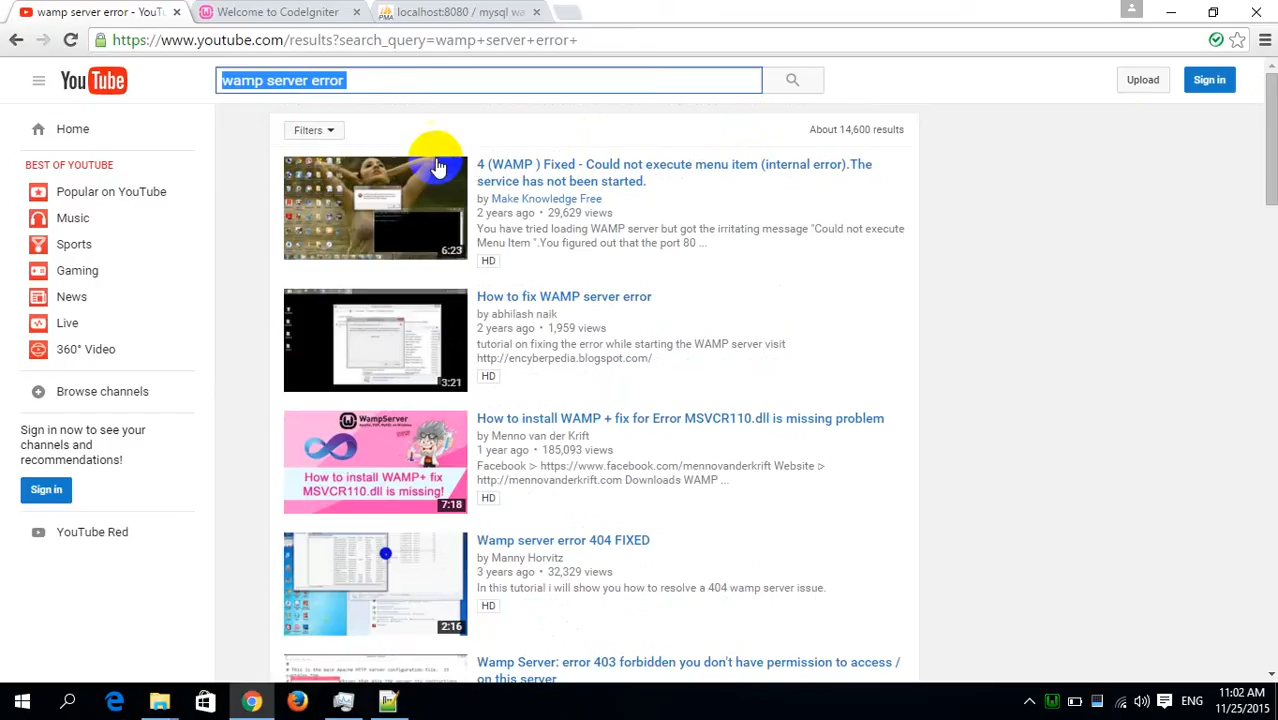 wamp server error - YouTu
Welcome to CodeIgniter
localhost:8080 / mysql wa
https://www.youtube.com/results?search_query=wamp+server+error+
YouTube
wamp server error
Upload
Sign in
Home
BEST OF YOUTUBE
Popular on YouTube
Music
Sports
Gaming
News
Live
360° Video
Browse channels
Sign in now to see your
channels and
recommendations!
Sign in
YouTube Red
Filters
About 14,600 results
6:23
4 (WAMP ) Fixed - Could not execute menu item (internal error).The
service has not been started.
by Make Knowledge Free
2 years ago • 29,629 views
You have tried loading WAMP server but got the irritating message "Could not execute
Menu Item ".You figured out that the port 80 ...
HD
3:21
How to fix WAMP server error
by abhilash naik
2 years ago • 1,959 views
tutorial on fixing the error while starting the WAMP server visit
http://encyberpedia.blogspot.com/
HD
WampServer
How to install WAMP+ fix
MSVCR110.dll is missing!
7:18
How to install WAMP + fix for Error MSVCR110.dll is missing problem
by Menno van der Krift
1 year ago • 185,093 views
Facebook > https://www.facebook.com/mennovanderkrift Website >
http://mennovanderkrift.com Downloads WAMP ...
HD
2:16
Wamp server error 404 FIXED
by Manny Horvitz
3 years ago • 32,329 views
In this tutorial i will show you how to resolve a 404 wamp server issue.
HD
# This is the main Apache HTTP server configuration file. It
Wamp Server: error 403 forbidden you don't have permission to access /
on this server
ENG
11:02 AM
11/25/2015